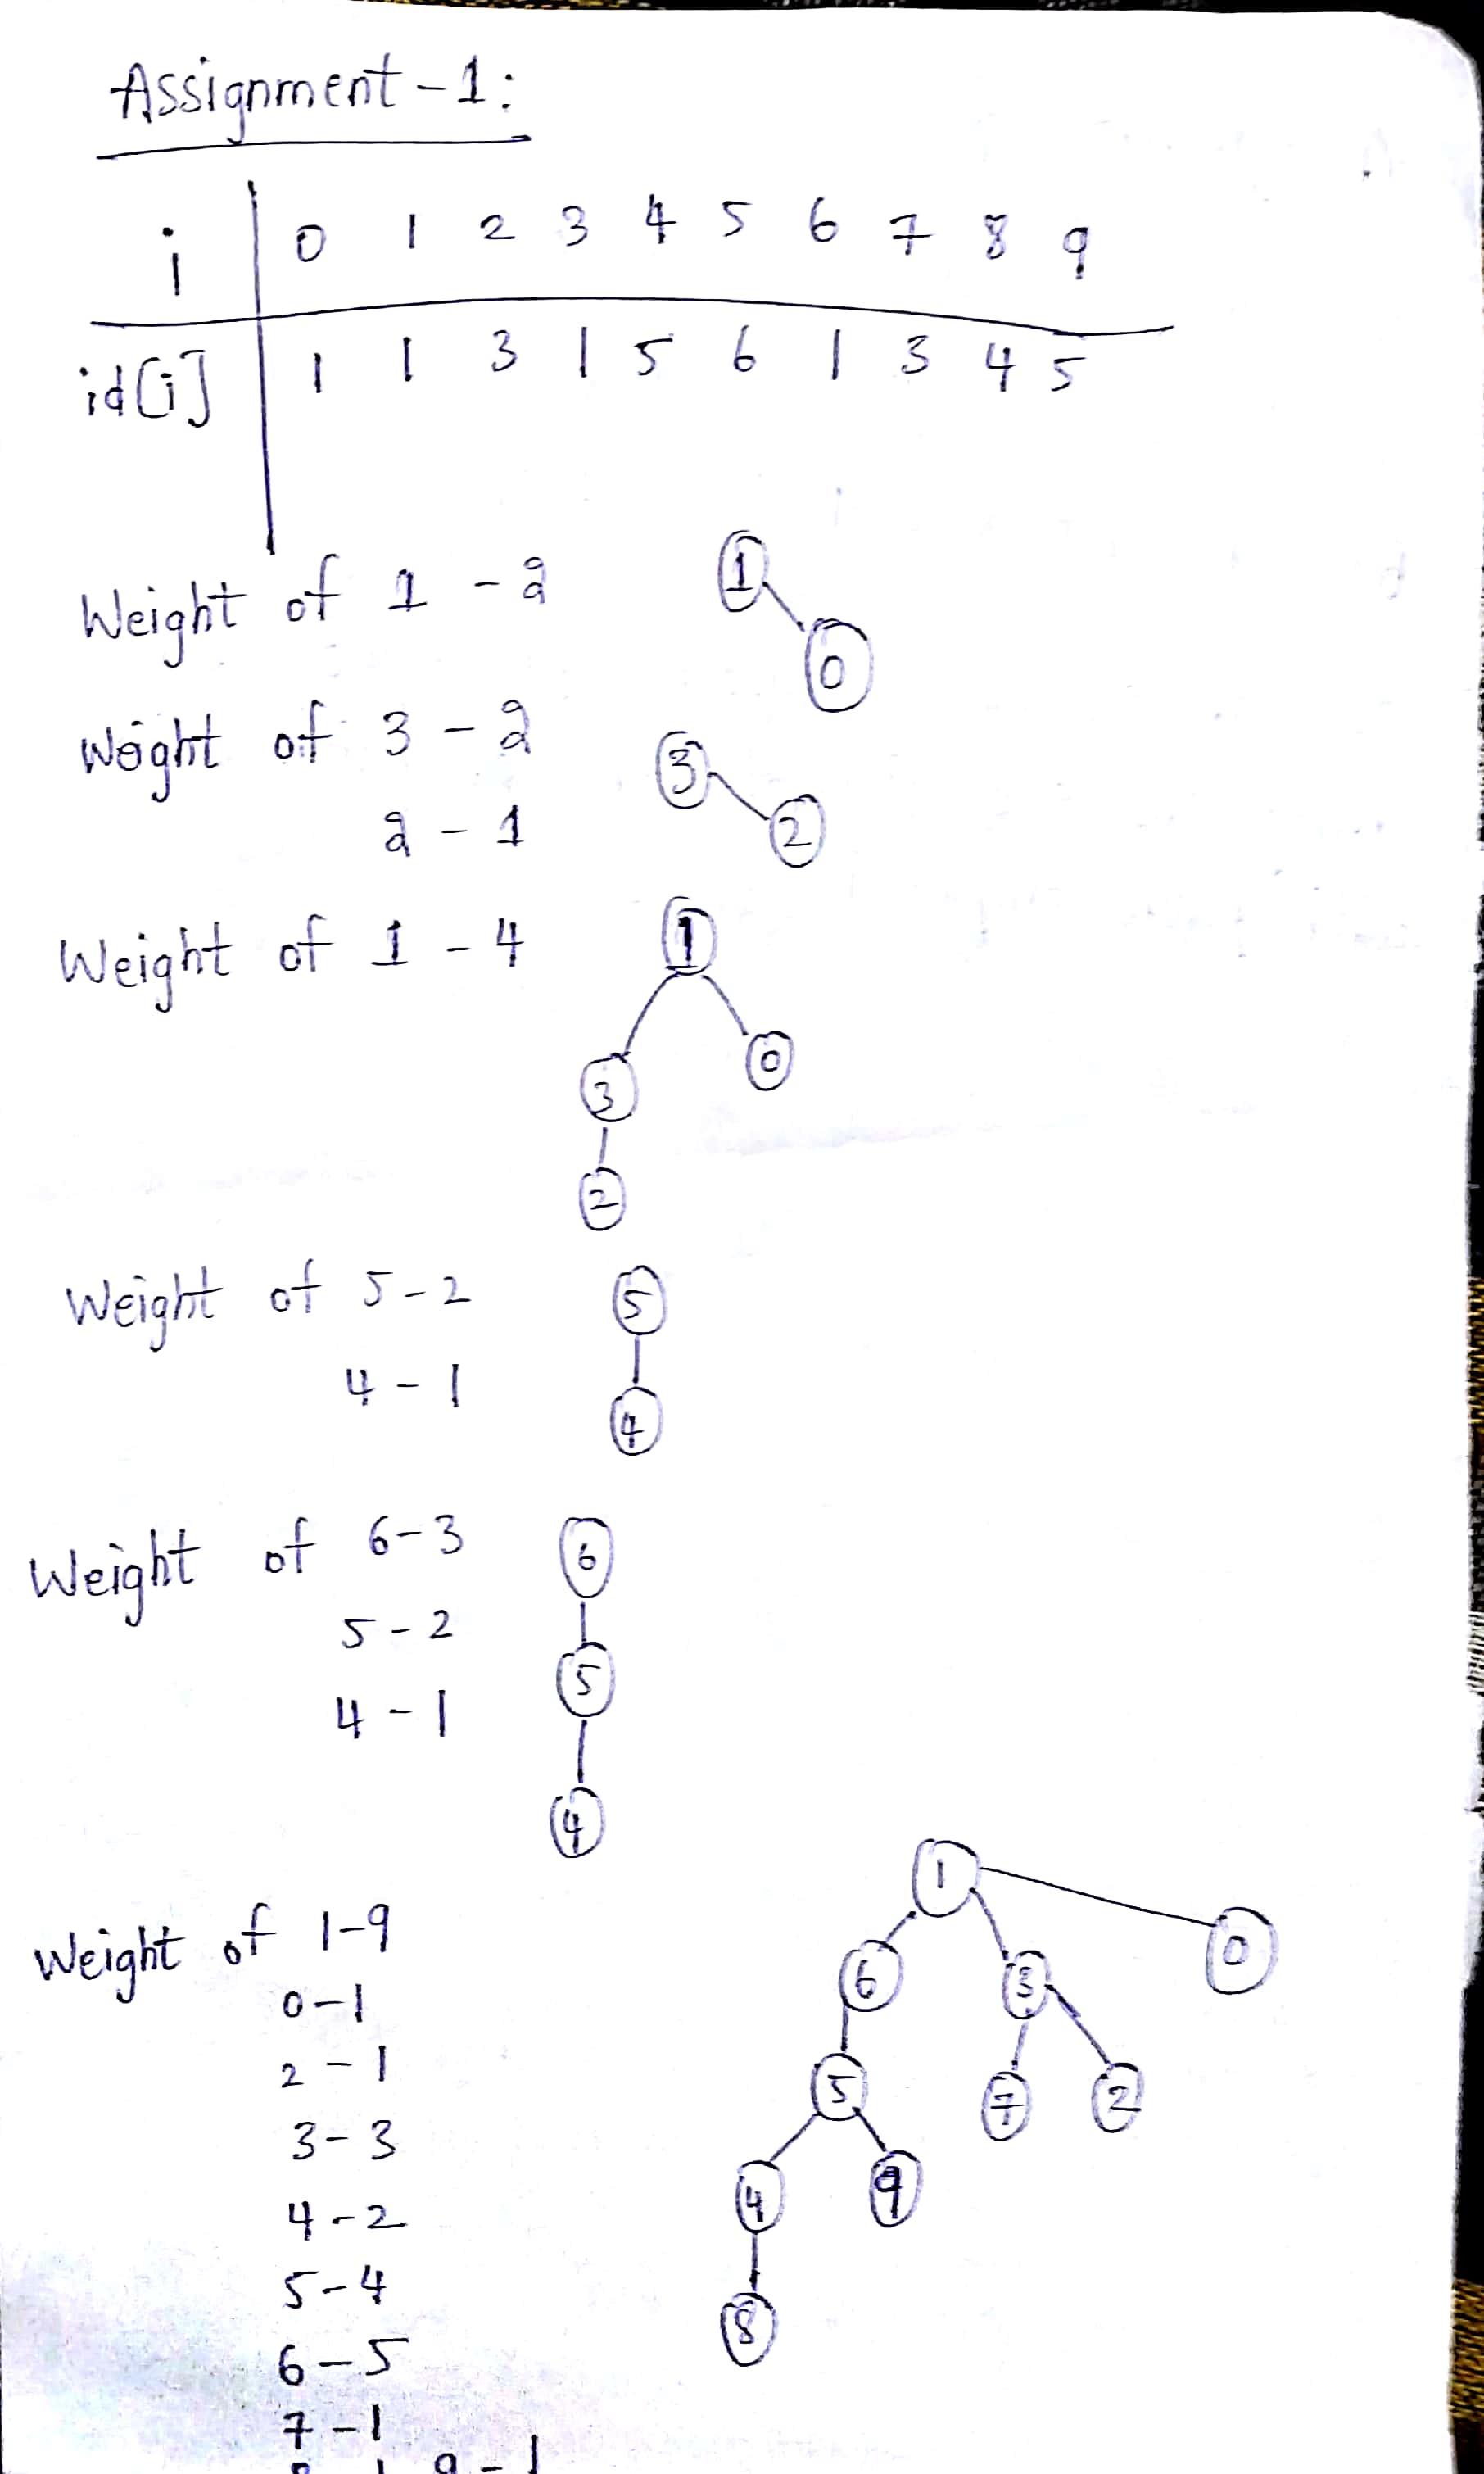 Assignment - 1:
i 0 1 2 3 4 5 6 7 8 9
id[i] 1 1 3 1 5 6 1 3 4 5
Weight of 1 - 2
1
0
Weight of 3 - 2
3
2 - 1
2
Weight of 1 - 4
1
3 0
2
Weight of 5 - 2
5
4 - 1
4
Weight of 6 - 3
6
5 - 2
5
4 - 1
4
1
Weight of 1 - 9
6 3 0
0 - 1
2 - 1
5 7 2
3 - 3
4 - 2
4 9
5 - 4
8
6 - 5
7 - 1
9 - 1